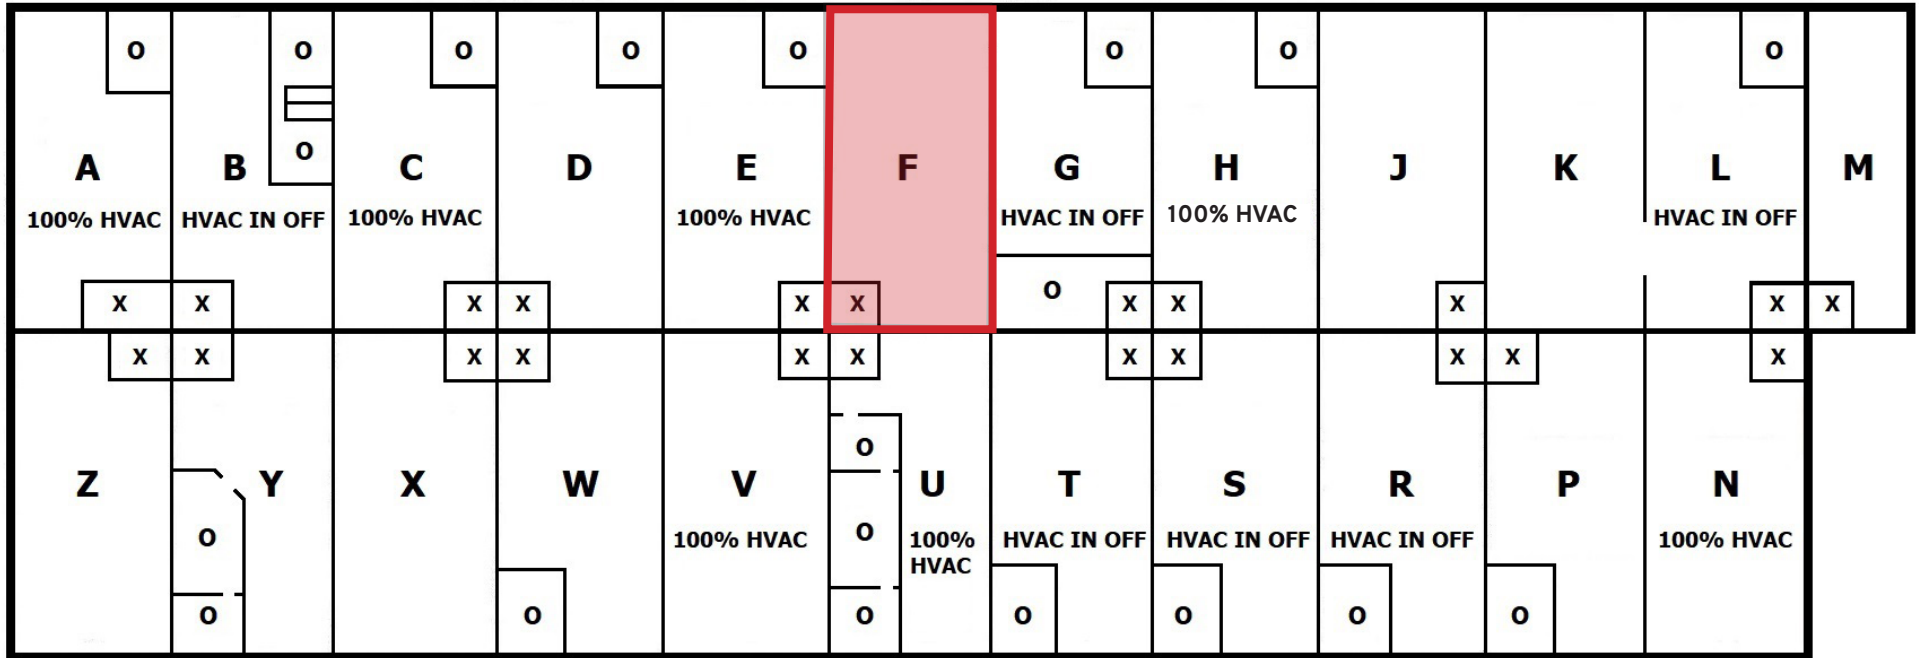 O O O O O O O O O
O
A B C D E F G H J K L M
100% HVAC HVAC IN OFF 100% HVAC 100% HVAC HVAC IN OFF 100% HVAC HVAC IN OFF
O
X X X X X X X X X X X
X X X X X X X X X X X
O
Z Y X W V U T S R P N
O O
100% HVAC 100% HVAC IN OFF HVAC IN OFF HVAC IN OFF 100% HVAC
HVAC
O O O O O O O